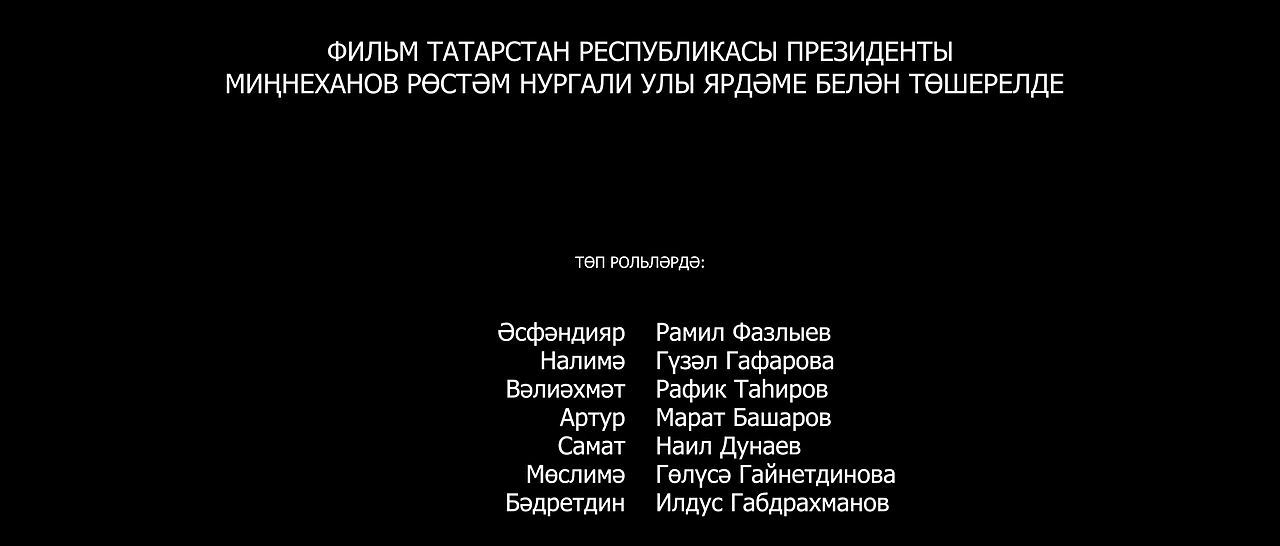 ФИЛЬМ ТАТАРСТАН РЕСПУБЛИКАСЫ ПРЕЗИДЕНТЫ
МИҢНЕХАНОВ РӨСТӘМ НУРГАЛИ УЛЫ ЯРДӘМЕ БЕЛӘН ТӨШЕРЕЛДЕ
ТӨП РОЛЬЛӘРДӘ:
Әсфәндияр Рамил Фазлыев
Налимә Гүзәл Гафарова
Вәлиәхмәт Рафик Таһиров
Артур Марат Башаров
Самат Наил Дунаев
Мөслимә Гөлүсә Гайнетдинова
Бәдретдин Илдус Габдрахманов